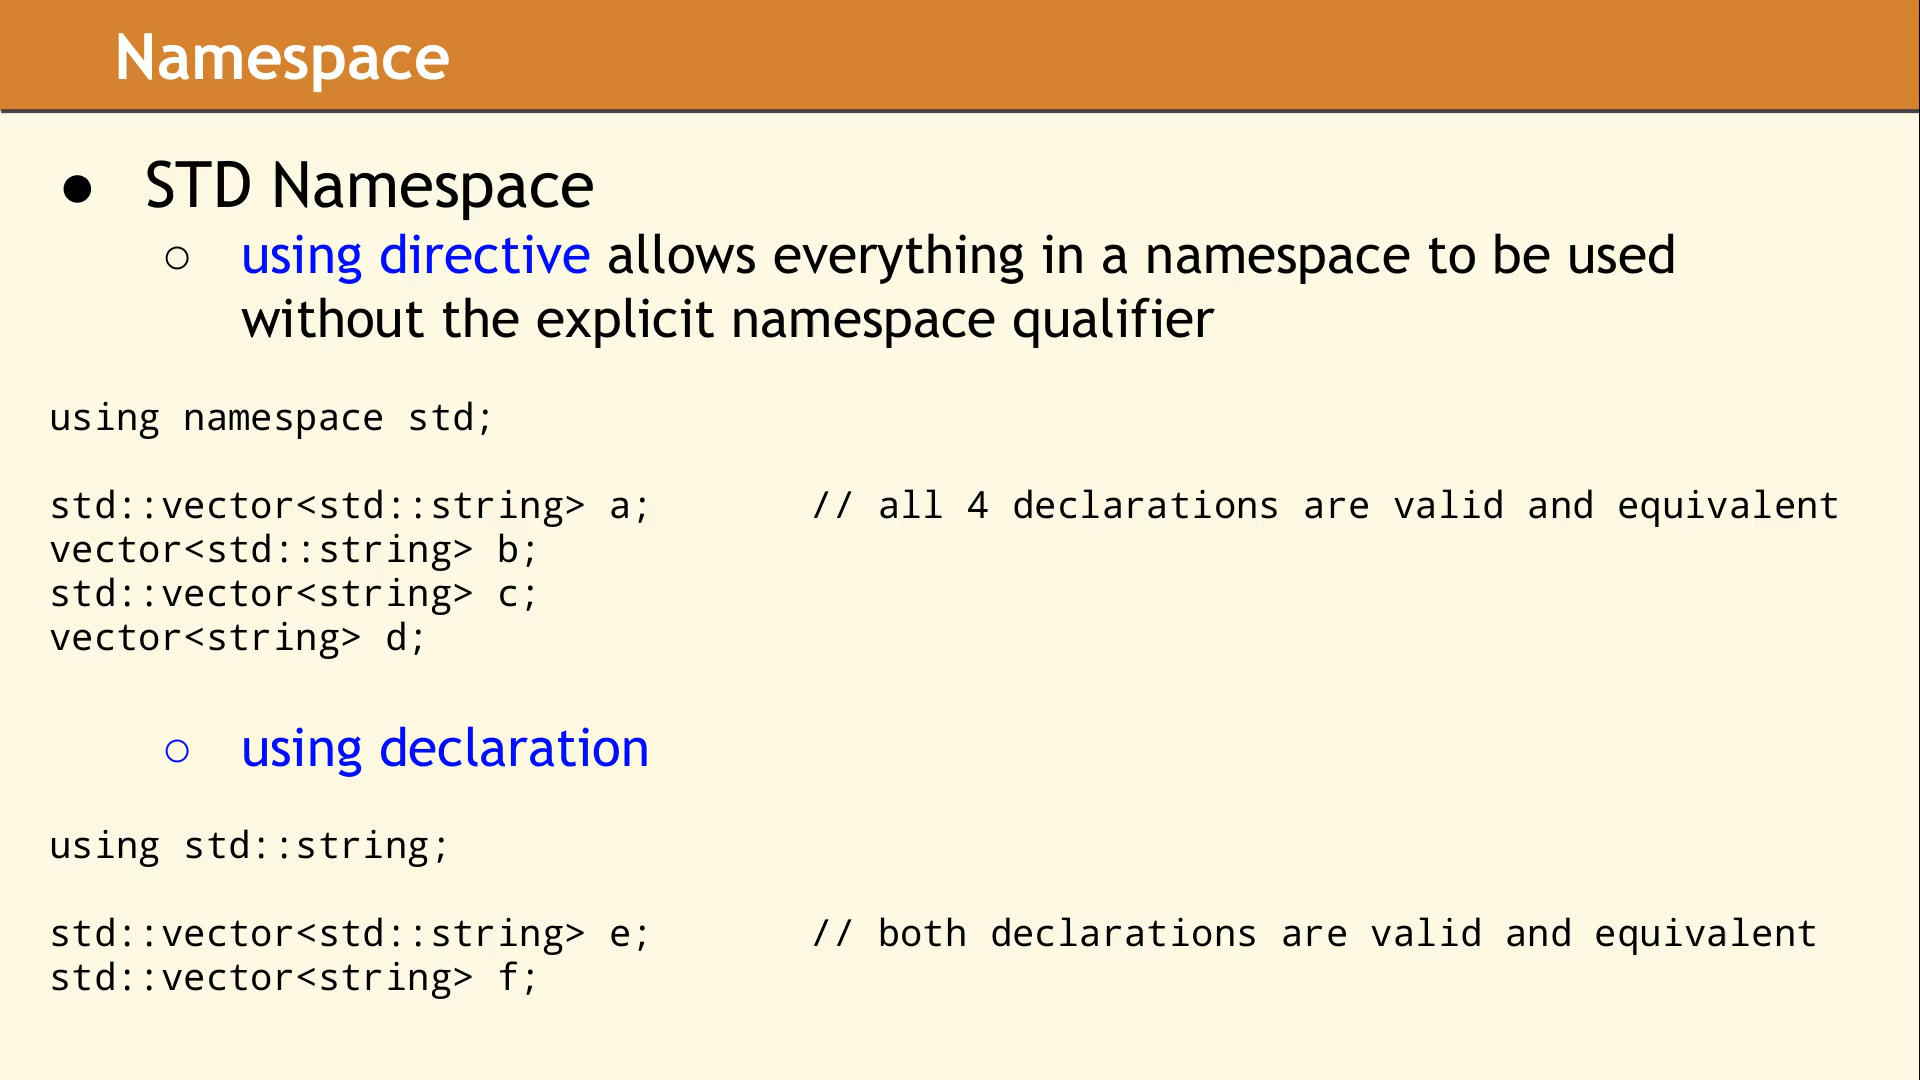 Namespace
● STD Namespace
○ using directive allows everything in a namespace to be used
without the explicit namespace qualifier
using namespace std;
std::vector<std::string> a; // all 4 declarations are valid and equivalent
vector<std::string> b;
std::vector<string> c;
vector<string> d;
○ using declaration
using std::string;
std::vector<std::string> e; // both declarations are valid and equivalent
std::vector<string> f;